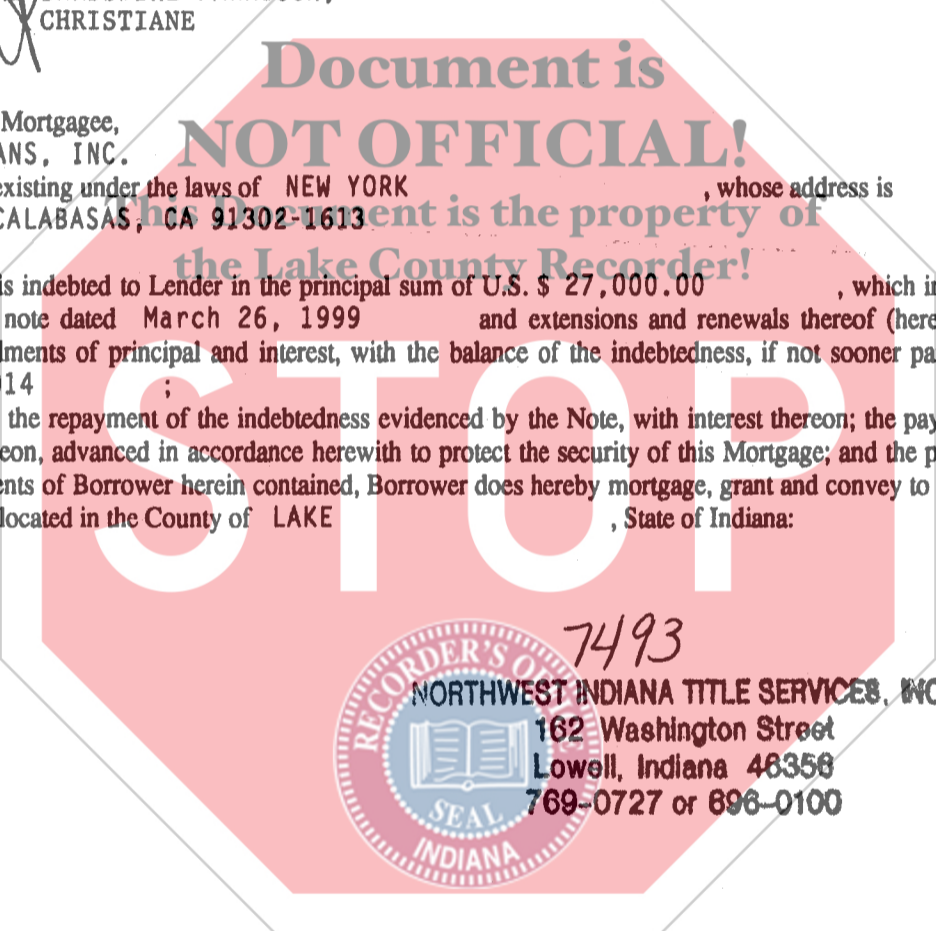 CHRISTIANE
Document is
NOT OFFICIAL!
This Document is the property of
the Lake County Recorder!
Mortgagee,
ANS, INC.
existing under the laws of NEW YORK , whose address is
CALABASAS, CA 91302-1613
is indebted to Lender in the principal sum of U.S. $ 27,000.00 , which
note dated March 26, 1999 and extensions and renewals thereof (here
lments of principal and interest, with the balance of the indebtedness, if not sooner pa
014 ;
the repayment of the indebtedness evidenced by the Note, with interest thereon; the pay
eon, advanced in accordance herewith to protect the security of this Mortgage; and the p
ents of Borrower herein contained, Borrower does hereby mortgage, grant and convey to
located in the County of LAKE , State of Indiana:
STOP
7493
NORTHWEST INDIANA TITLE SERVICES, INC
162 Washington Street
Lowell, Indiana 46356
769-0727 or 696-0100
RECORDER'S OFFICE
SEAL
INDIANA